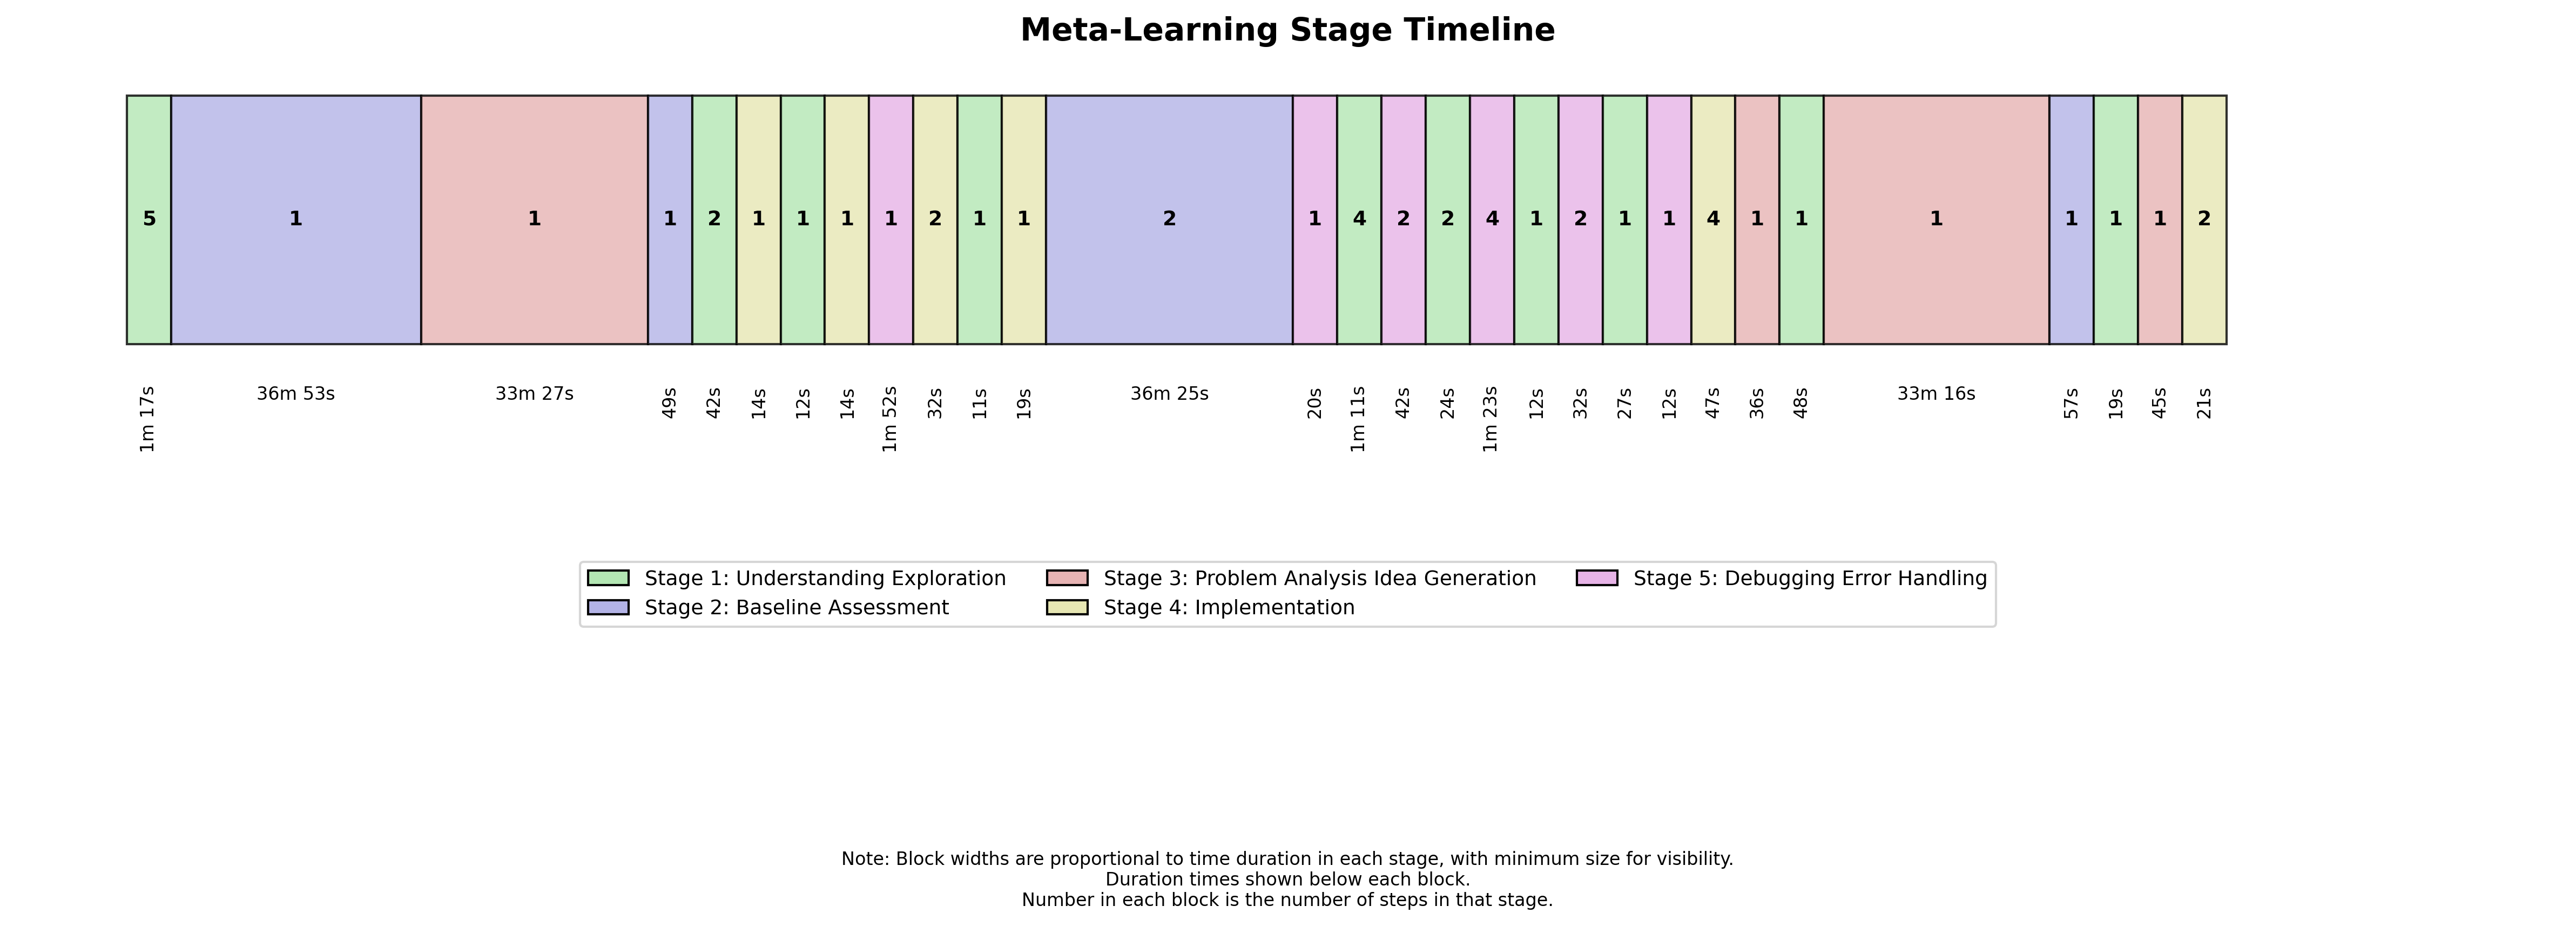 Meta-Learning Stage Timeline
5 1 1 1 2 1 1 1 1 2 1 1 2 1 4 2 2 4 1 2 1 1 4 1 1 1 1 1 1 2
1m 17s 36m 53s 33m 27s 49s 42s 14s 12s 14s 1m 52s 32s 11s 19s 36m 25s 20s 1m 11s 42s 24s 1m 23s 12s 32s 27s 12s 47s 36s 48s 33m 16s 57s 19s 45s 21s
Stage 1: Understanding Exploration Stage 3: Problem Analysis Idea Generation Stage 5: Debugging Error Handling
Stage 2: Baseline Assessment Stage 4: Implementation
Note: Block widths are proportional to time duration in each stage, with minimum size for visibility.
Duration times shown below each block.
Number in each block is the number of steps in that stage.